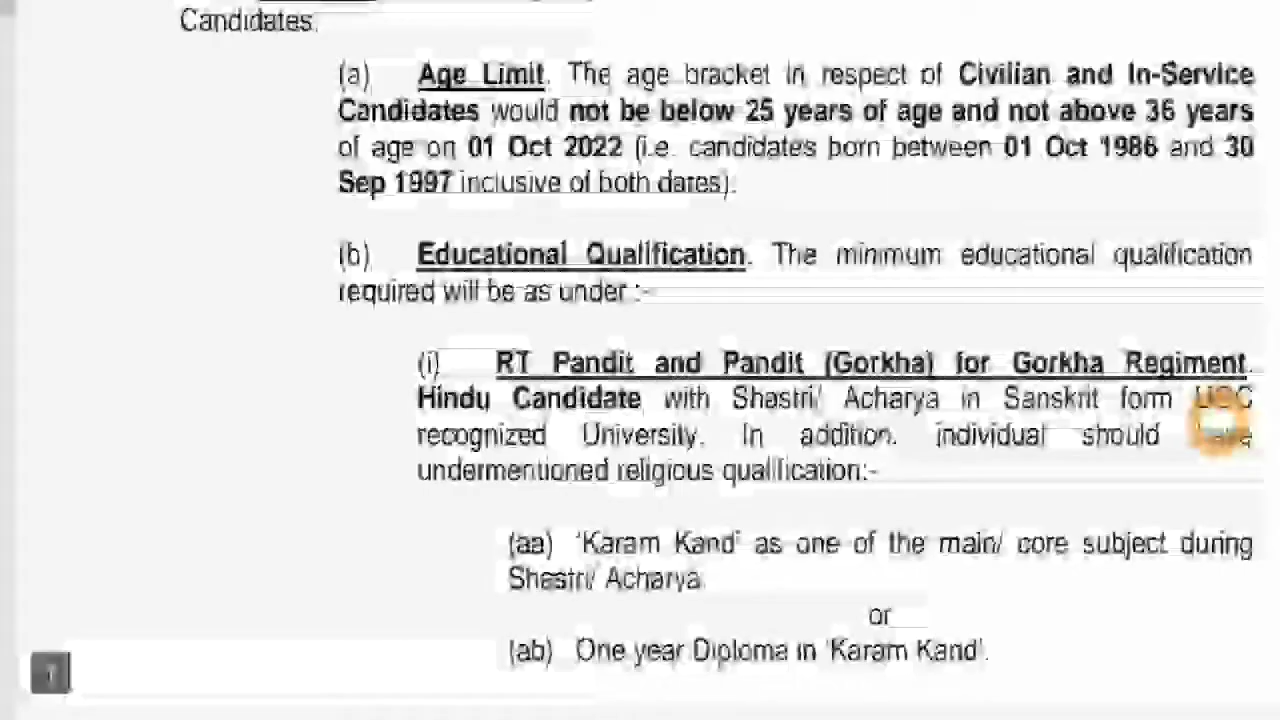 Candidates.
(a) Age Limit. The age bracket in respect of Civilian and In-Service
Candidates would not be below 25 years of age and not above 36 years
of age on 01 Oct 2022 (i.e. candidates born between 01 Oct 1986 and 30
Sep 1997 inclusive of both dates).
(b) Educational Qualification. The minimum educational qualification
required will be as under :-
(i) RT Pandit and Pandit (Gorkha) for Gorkha Regiment.
Hindu Candidate with Shastri/ Acharya in Sanskrit form UGC
recognized University. In addition, individual should have
undermentioned religious qualification:-
(aa) 'Karam Kand' as one of the main/ core subject during
Shastri/ Acharya
or
(ab) One year Diploma in 'Karam Kand'.